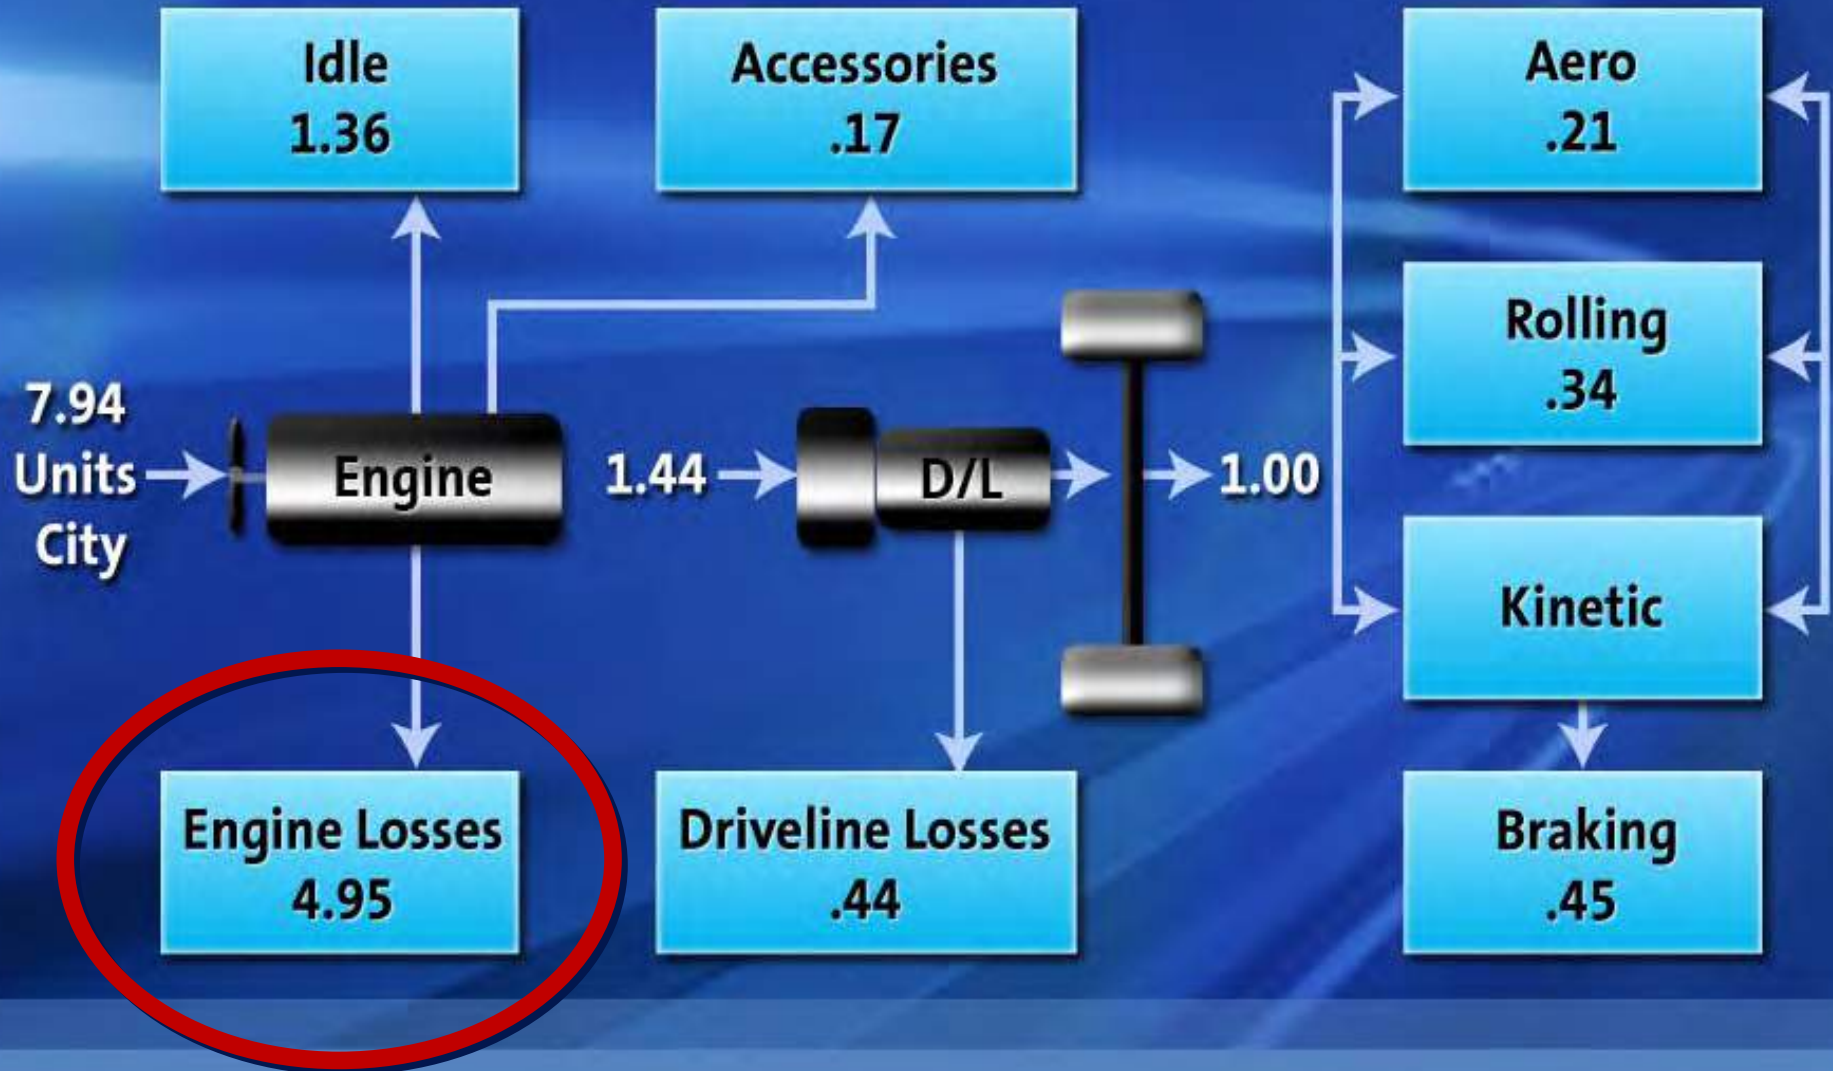 Idle
1.36
Accessories
.17
Aero
.21
Rolling
.34
7.94
Units
City
Engine
1.44
D/L
1.00
Kinetic
Engine Losses
4.95
Driveline Losses
.44
Braking
.45